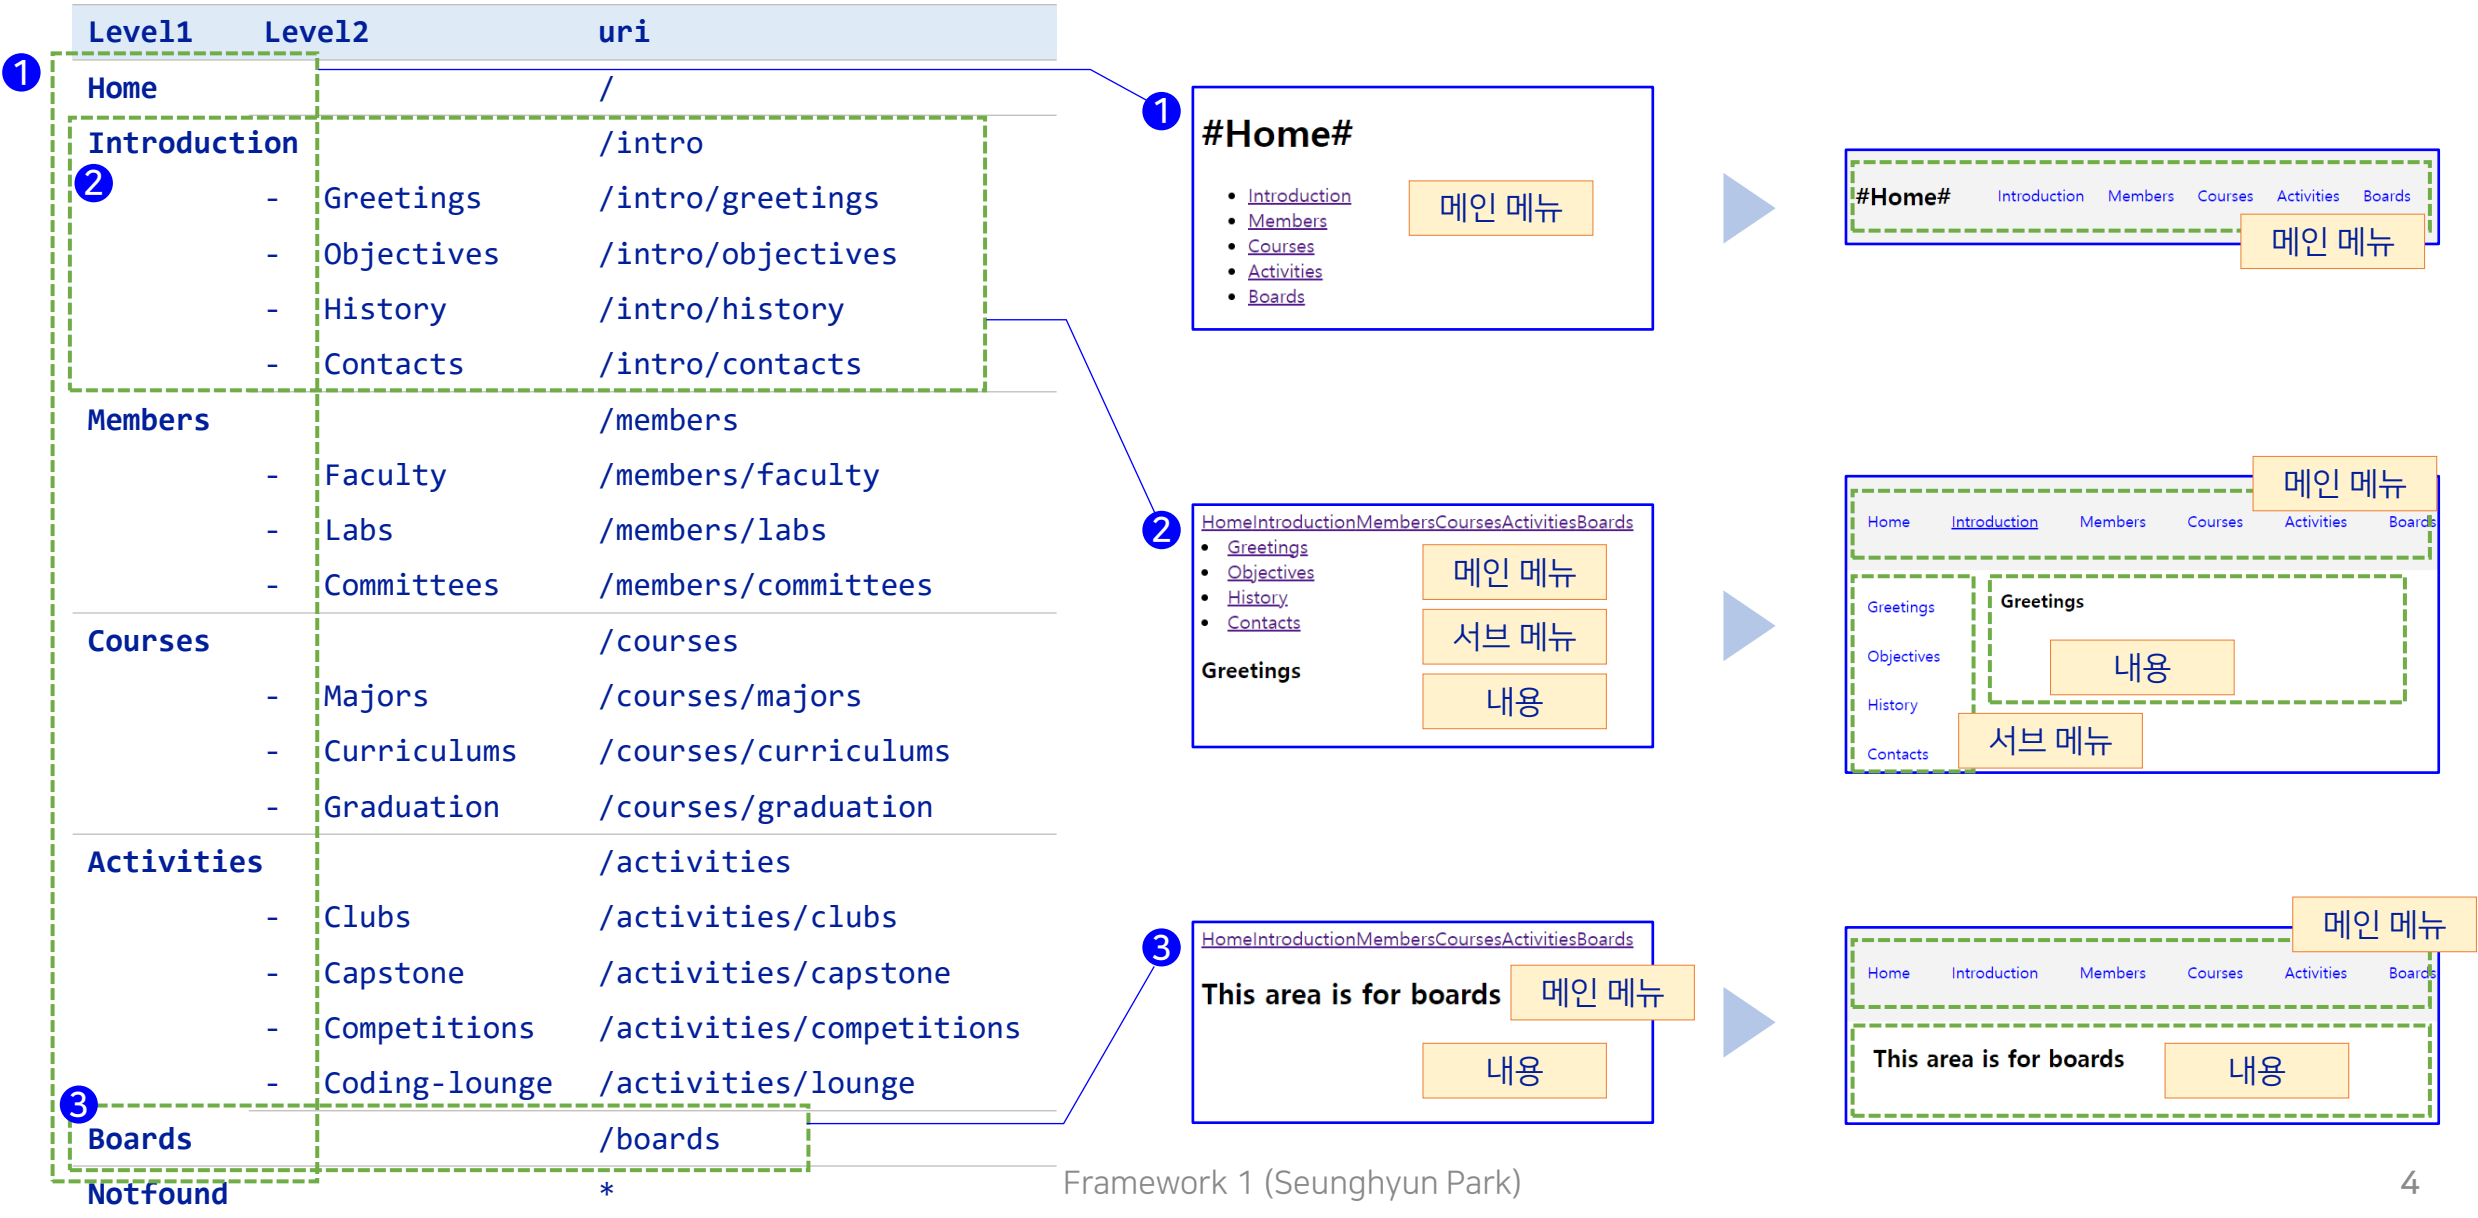 Level1 Level2 uri
1
Home /
Introduction /intro
2
- Greetings /intro/greetings
- Objectives /intro/objectives
- History /intro/history
- Contacts /intro/contacts
Members /members
- Faculty /members/faculty
- Labs /members/labs
- Committees /members/committees
Courses /courses
- Majors /courses/majors
- Curriculums /courses/curriculums
- Graduation /courses/graduation
Activities /activities
- Clubs /activities/clubs
- Capstone /activities/capstone
- Competitions /activities/competitions
- Coding-lounge /activities/lounge
3
Boards /boards
Notfound *
1
#Home#
• Introduction
• Members
• Courses
• Activities
• Boards
메인 메뉴
#Home# Introduction Members Courses Activities Boards
메인 메뉴
2
HomeIntroductionMembersCoursesActivitiesBoards
• Greetings
• Objectives
• History
• Contacts
메인 메뉴
서브 메뉴
Greetings
내용
메인 메뉴
Home Introduction Members Courses Activities Boards
Greetings
Objectives
History
Contacts
Greetings
내용
서브 메뉴
3
HomeIntroductionMembersCoursesActivitiesBoards
This area is for boards
메인 메뉴
내용
메인 메뉴
Home Introduction Members Courses Activities Boards
This area is for boards
내용
Framework 1 (Seunghyun Park)
4